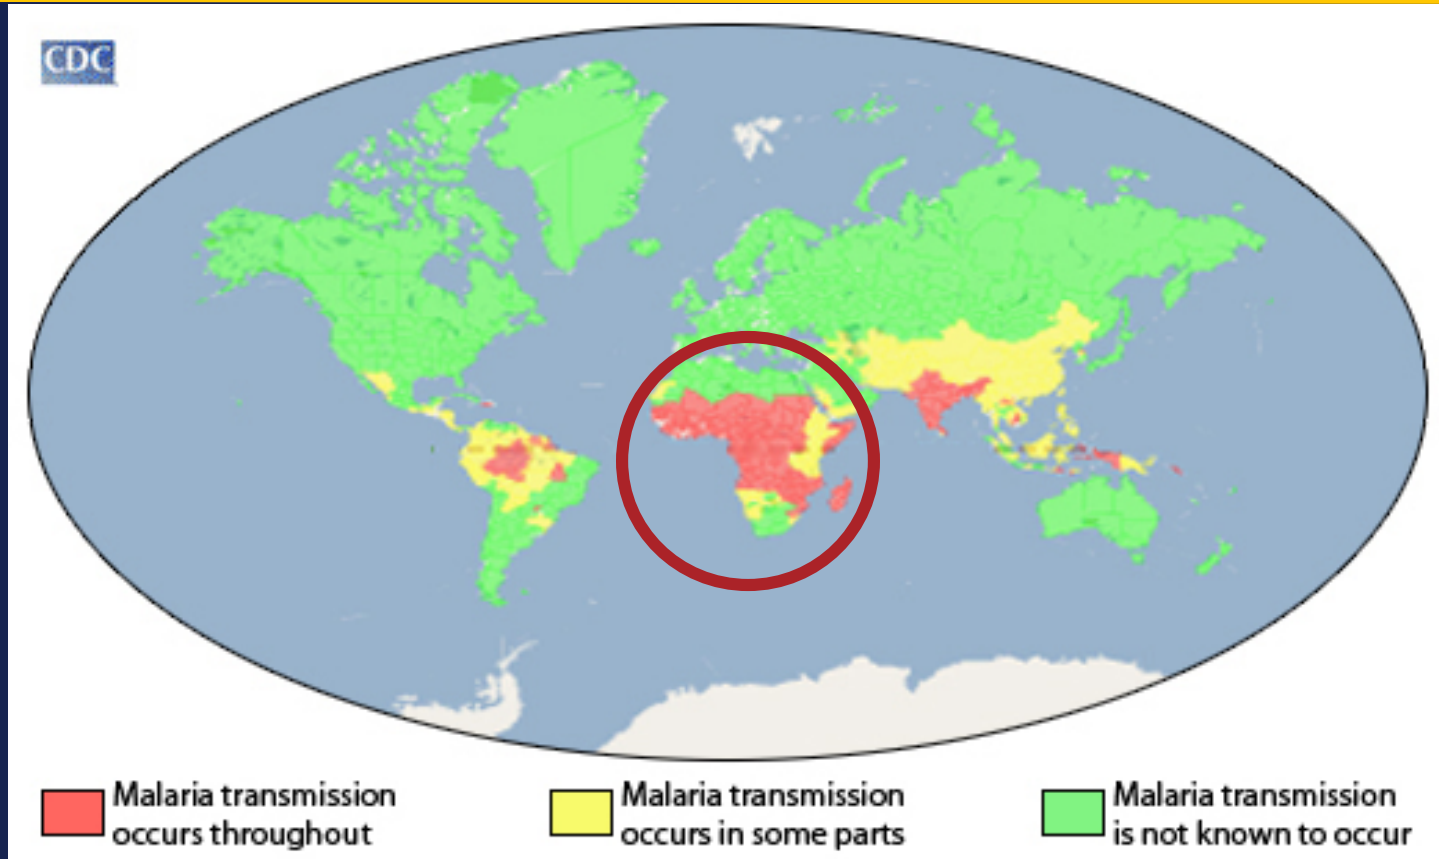 CDC
Malaria transmission
occurs throughout
Malaria transmission
occurs in some parts
Malaria transmission
is not known to occur